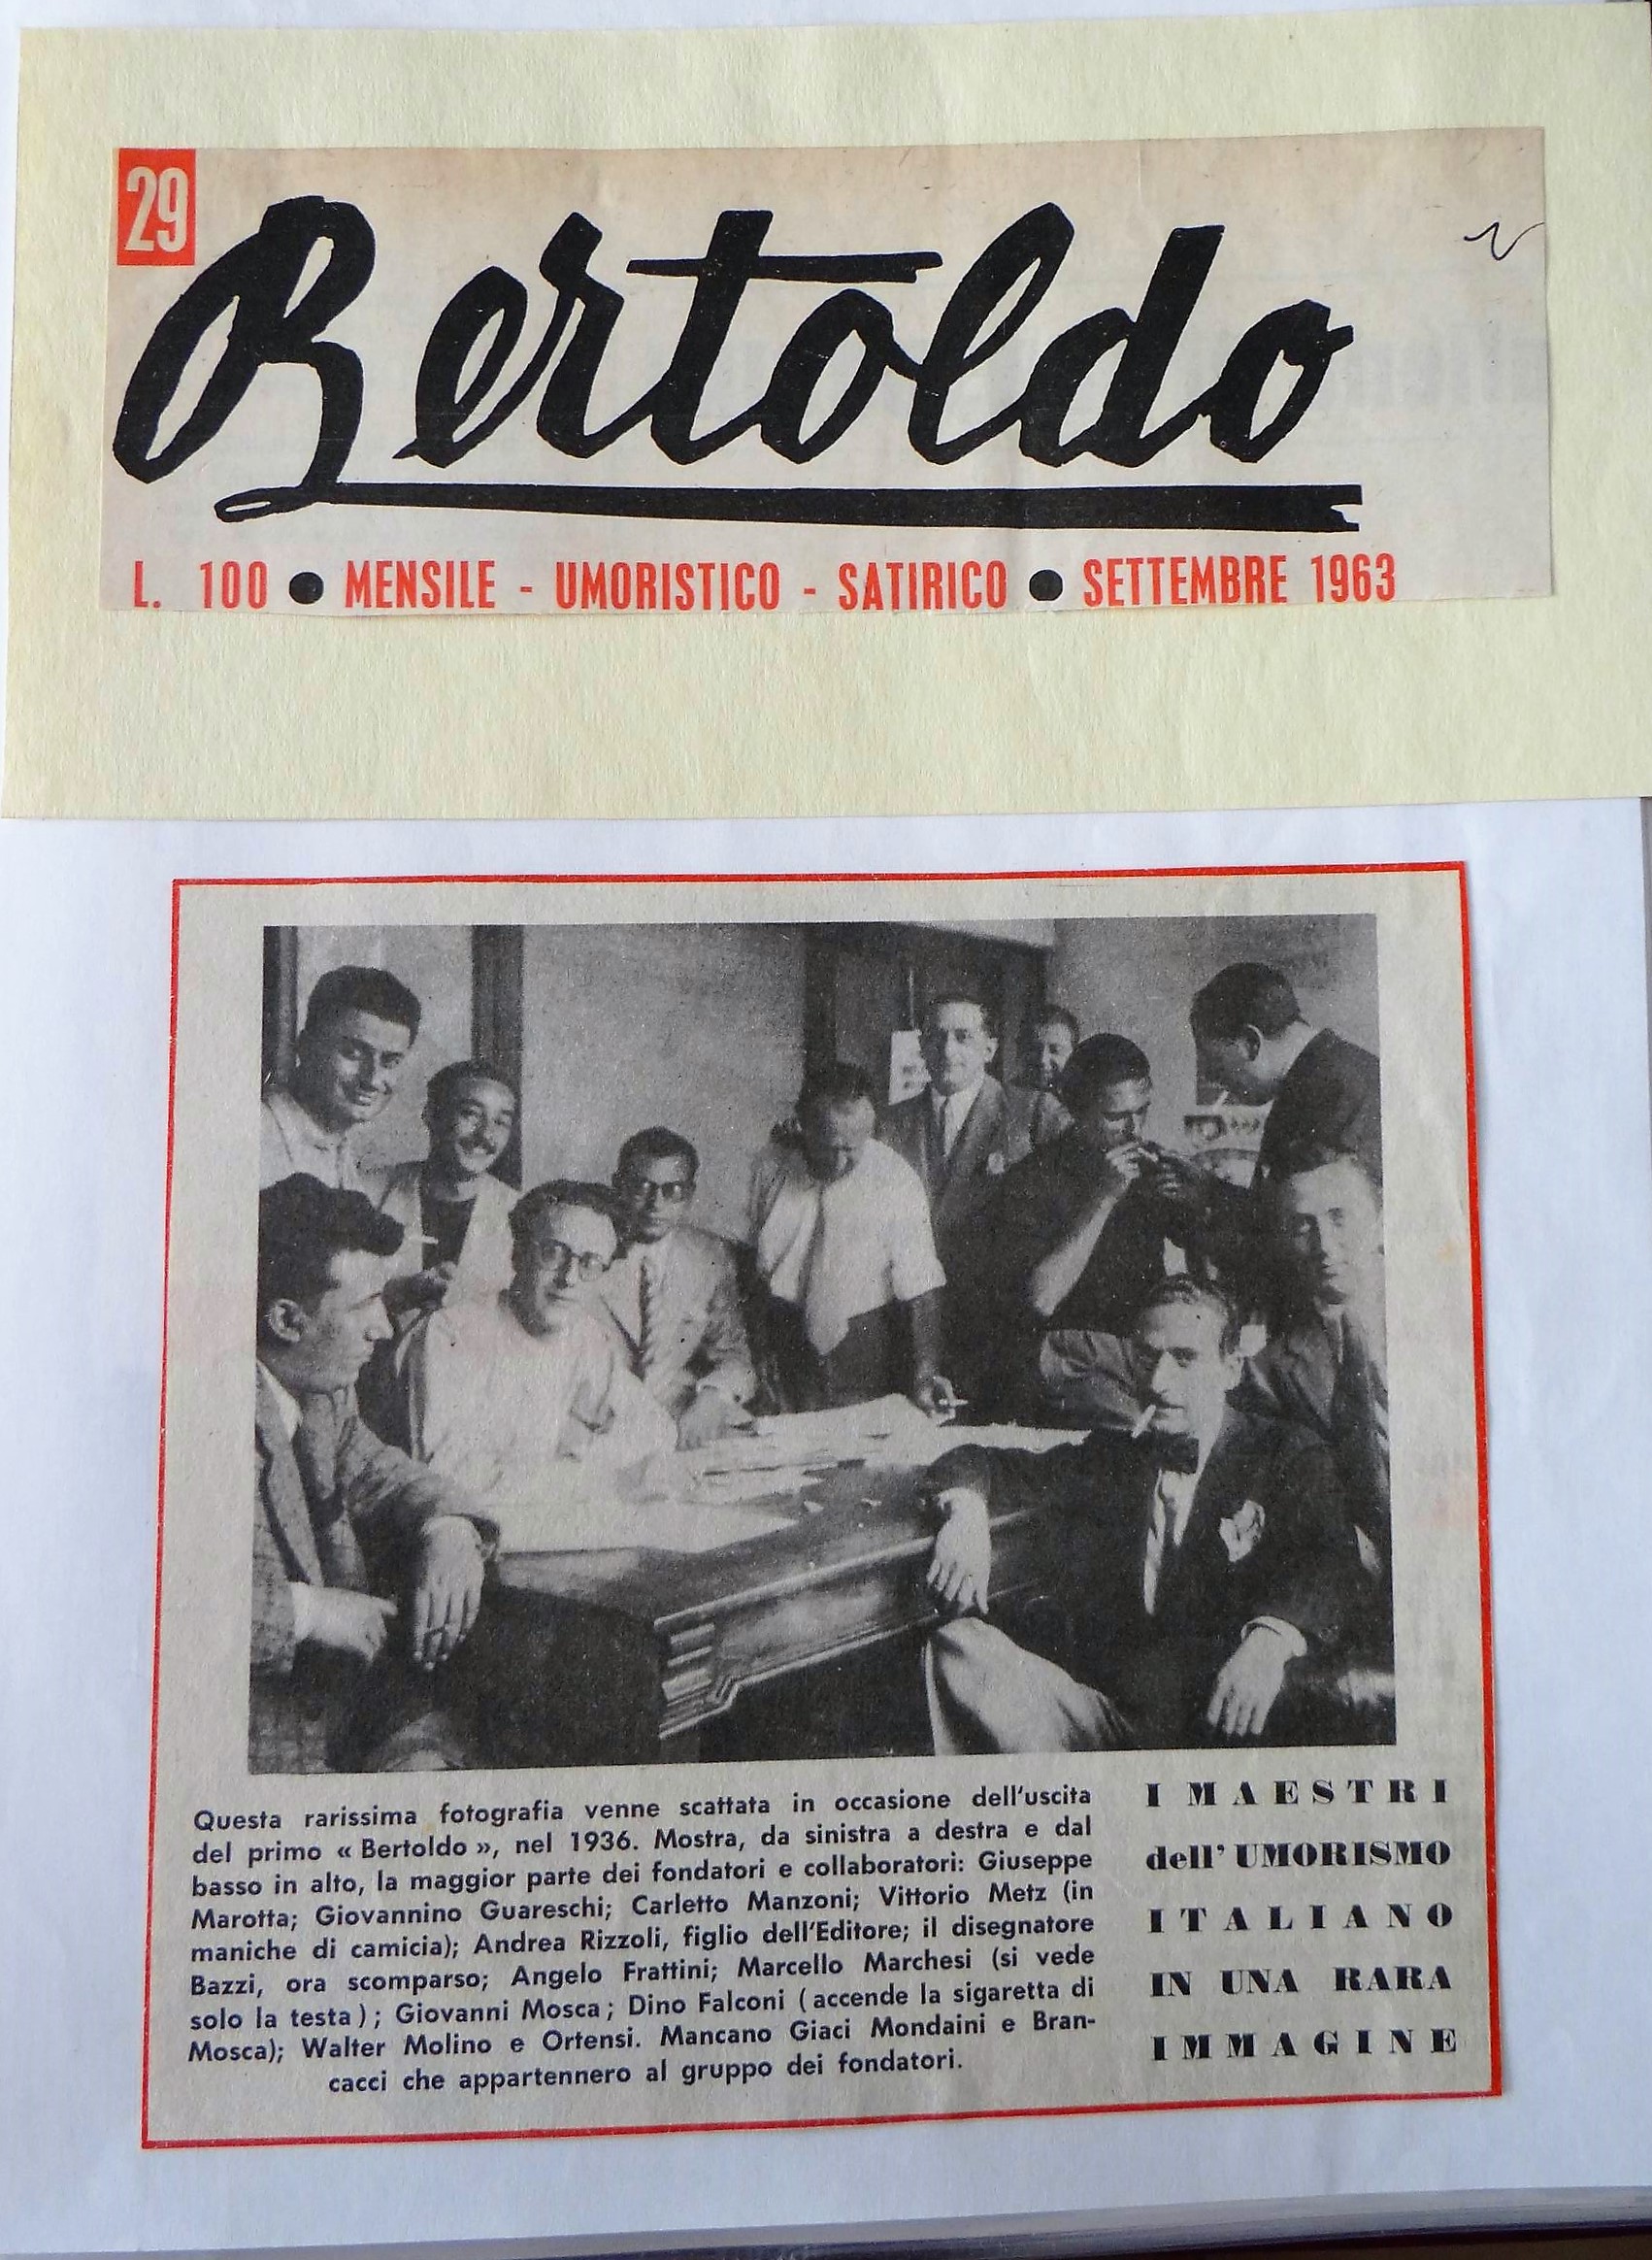 29
Bertoldo
L. 100 ● MENSILE - UMORISTICO - SATIRICO ● SETTEMBRE 1963
Questa rarissima fotografia venne scattata in occasione dell'uscita
del primo « Bertoldo », nel 1936. Mostra, da sinistra a destra e dal
basso in alto, la maggior parte dei fondatori e collaboratori: Giuseppe
Marotta; Giovannino Guareschi; Carletto Manzoni; Vittorio Metz (in
maniche di camicia); Andrea Rizzoli, figlio dell'Editore; il disegnatore
Bazzi, ora scomparso; Angelo Frattini; Marcello Marchesi (si vede
solo la testa); Giovanni Mosca; Dino Falconi (accende la sigaretta di
Mosca); Walter Molino e Ortensi. Mancano Giaci Mondaini e Bran-
cacci che appartennero al gruppo dei fondatori.
I MAESTRI
dell' UMORISMO
ITALIANO
IN UNA RARA
IMMAGINE